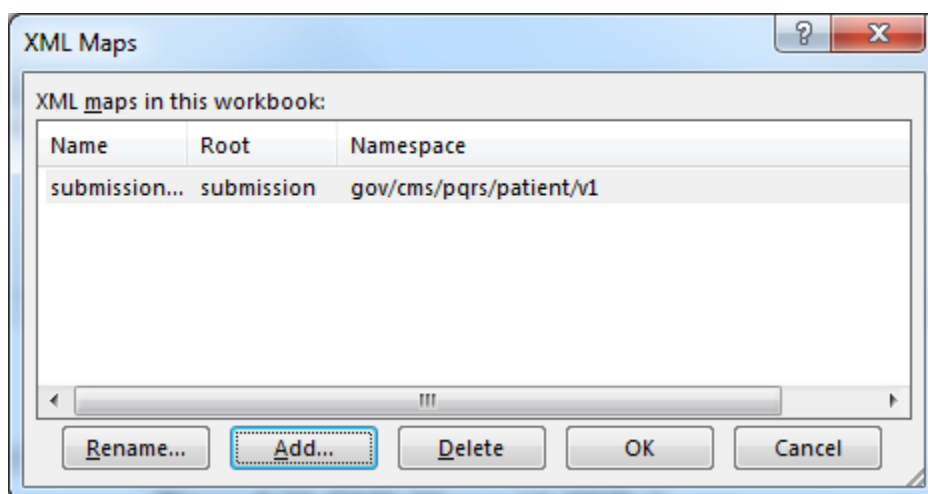 XML Maps
XML maps in this workbook:
Name Root Namespace
submission... submission gov/cms/pqrs/patient/v1
Rename... Add... Delete OK Cancel